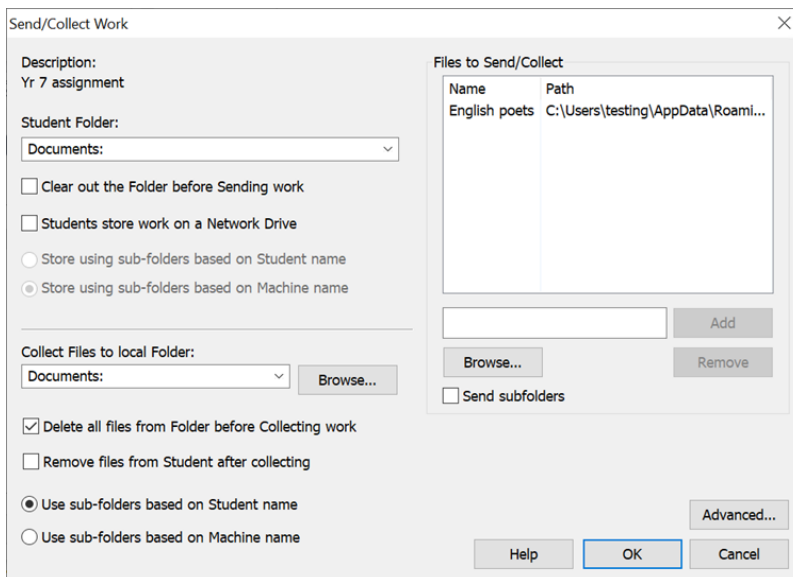 Send/Collect Work
Description:
Yr 7 assignment
Student Folder:
Documents:
Clear out the Folder before Sending work
Students store work on a Network Drive
Store using sub-folders based on Student name
Store using sub-folders based on Machine name
Collect Files to local Folder:
Documents:
Browse...
Delete all files from Folder before Collecting work
Remove files from Student after collecting
Use sub-folders based on Student name
Use sub-folders based on Machine name
Files to Send/Collect
Name Path
English poets C:\Users\testing\AppData\Roami...
Add
Browse... Remove
Send subfolders
Advanced...
Help OK Cancel